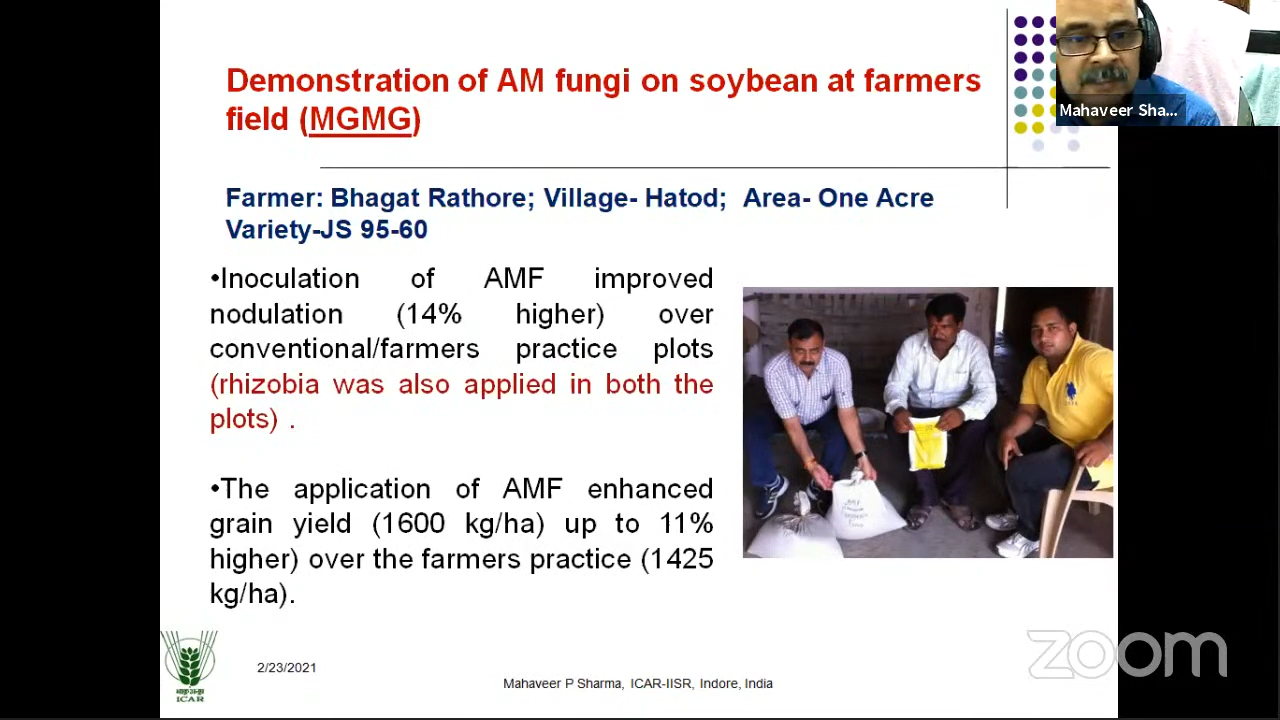 Demonstration of AM fungi on soybean at farmers
field (MGMG)
Mahaveer Sha...
Farmer: Bhagat Rathore; Village- Hatod; Area- One Acre
Variety-JS 95-60
•Inoculation of AMF improved
nodulation (14% higher) over
conventional/farmers practice plots
(rhizobia was also applied in both the
plots) .
•The application of AMF enhanced
grain yield (1600 kg/ha) up to 11%
higher) over the farmers practice (1425
kg/ha).
AMF
ICAR
2/23/2021
Mahaveer P Sharma, ICAR-IISR, Indore, India
zoom